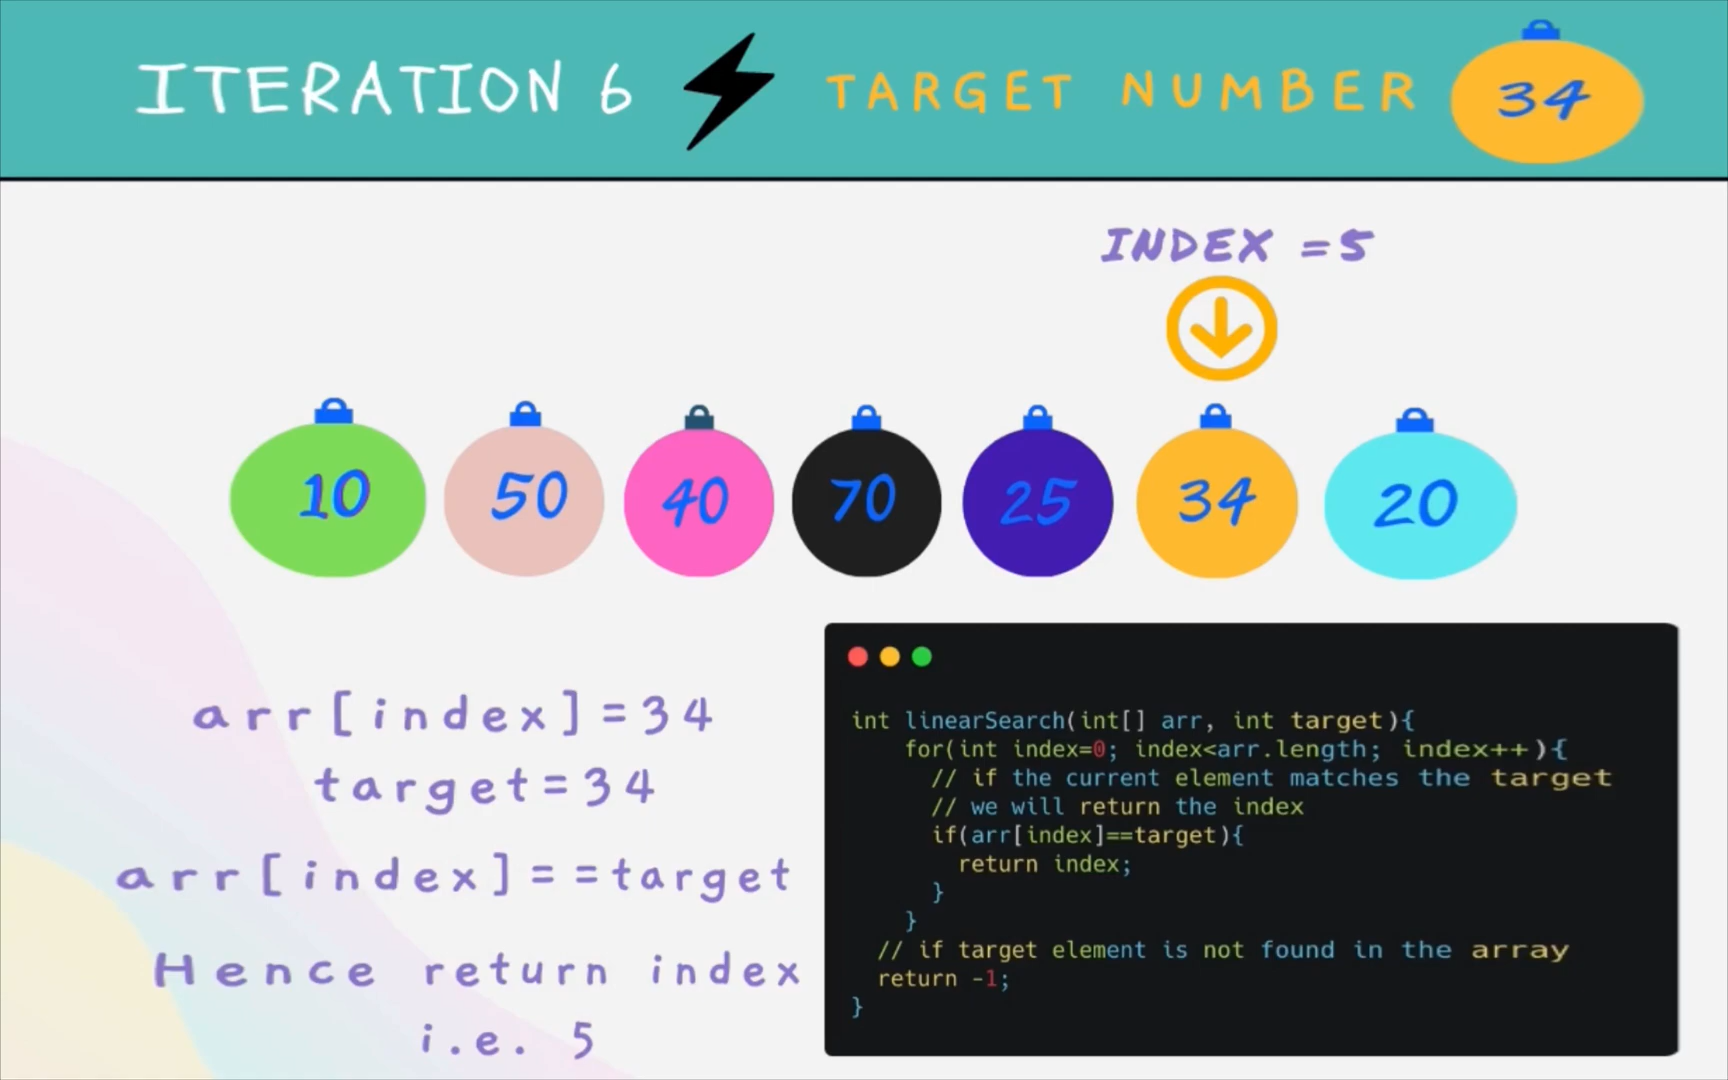 ITERATION 6 TARGET NUMBER 34
INDEX =5
10 50 40 70 25 34 20
arr[index]=34
target=34
arr[index]==target
Hence return index
i.e. 5
int linearSearch(int[] arr, int target){
for(int index=0; index<arr.length; index++){
// if the current element matches the target
// we will return the index
if(arr[index]==target){
return index;
}
}
// if target element is not found in the array
return -1;
}